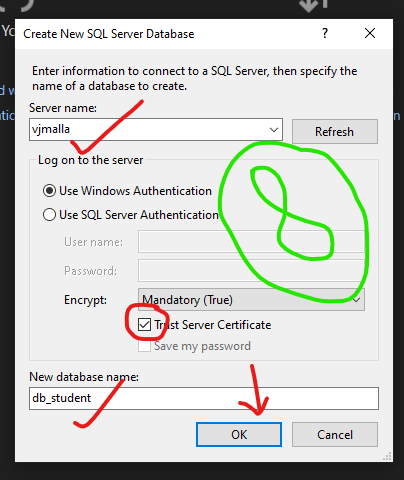 Yo
Create New SQL Server Database
Enter information to connect to a SQL Server, then specify the
name of a database to create.
Server name:
vjmalla
Refresh
Log on to the server
Use Windows Authentication
Use SQL Server Authentication
User name:
Password:
Encrypt:
Mandatory (True)
Trust Server Certificate
Save my password
New database name:
db_student
OK
Cancel